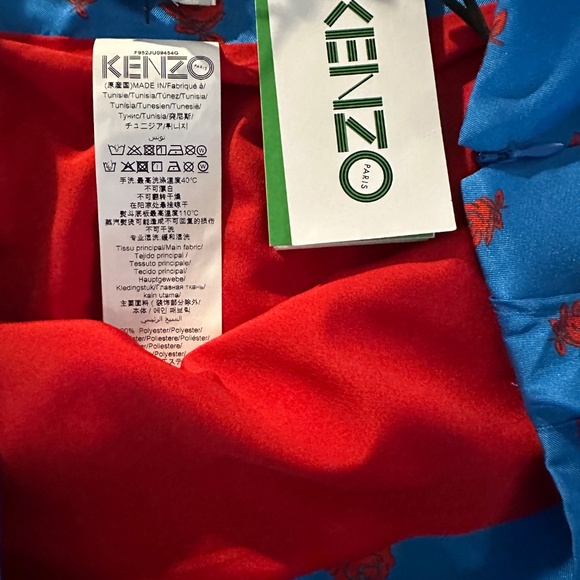 F952JU09454G
KENZO
PARIS
(原産国)MADE IN/Fabriqué à/
Tunisie/Tunisia/Túnez/Tunisia/
Tunisia/Tunesien/Tunesië/
Тунис/Tunisia/突尼斯/
チュニジア/튀니지
تونس
手洗,最高洗涤温度40°C
不可漂白
不可翻转干燥
在阴凉处悬挂晾干
熨斗底板最高温度110°C
蒸汽熨烫可能造成不可回复的损伤
不可干洗
专业湿洗,缓和湿洗
Tissu principal/Main fabric/
Tejido principal /
Tessuto principale/
Tecido principal /
Hauptgewebe/
Kledingstuk/Главная ткань/
kain utama/
主要面料 ( 装饰部分除外/
本体 / 메인 패브릭
النسيج الرئيسي
Polyester/Polyester/
KENZO
PARIS